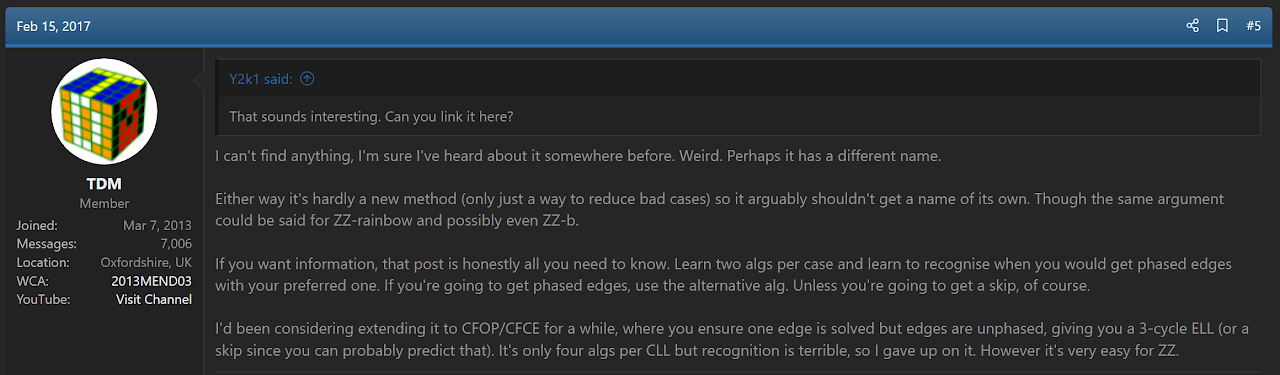 Feb 15, 2017
#5
TDM
Member
Joined: Mar 7, 2013
Messages: 7,006
Location: Oxfordshire, UK
WCA: 2013MEND03
YouTube: Visit Channel
Y2k1 said:
That sounds interesting. Can you link it here?
I can't find anything, I'm sure I've heard about it somewhere before. Weird. Perhaps it has a different name.
Either way it's hardly a new method (only just a way to reduce bad cases) so it arguably shouldn't get a name of its own. Though the same argument
could be said for ZZ-rainbow and possibly even ZZ-b.
If you want information, that post is honestly all you need to know. Learn two algs per case and learn to recognise when you would get phased edges
with your preferred one. If you're going to get phased edges, use the alternative alg. Unless you're going to get a skip, of course.
I'd been considering extending it to CFOP/CFCE for a while, where you ensure one edge is solved but edges are unphased, giving you a 3-cycle ELL (or a
skip since you can probably predict that). It's only four algs per CLL but recognition is terrible, so I gave up on it. However it's very easy for ZZ.